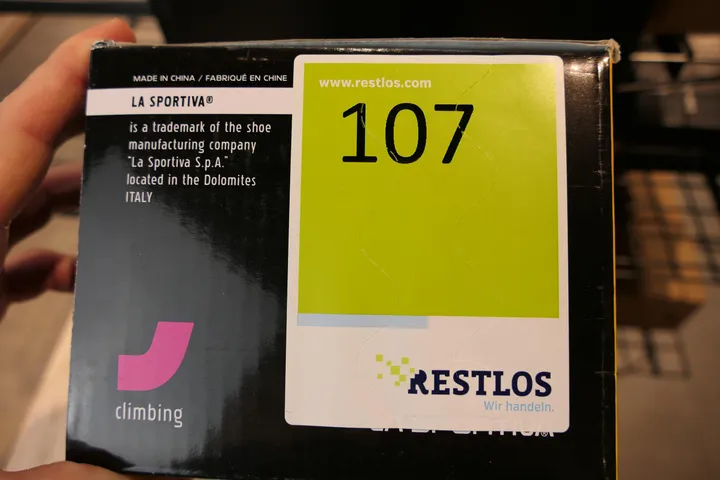 MADE IN CHINA / FABRIQUÉ EN CHINE
LA SPORTIVA®
is a trademark of the shoe
manufacturing company
"La Sportiva S.p.A."
located in the Dolomites
ITALY
climbing
www.restlos.com
107
RESTLOS
Wir handeln.